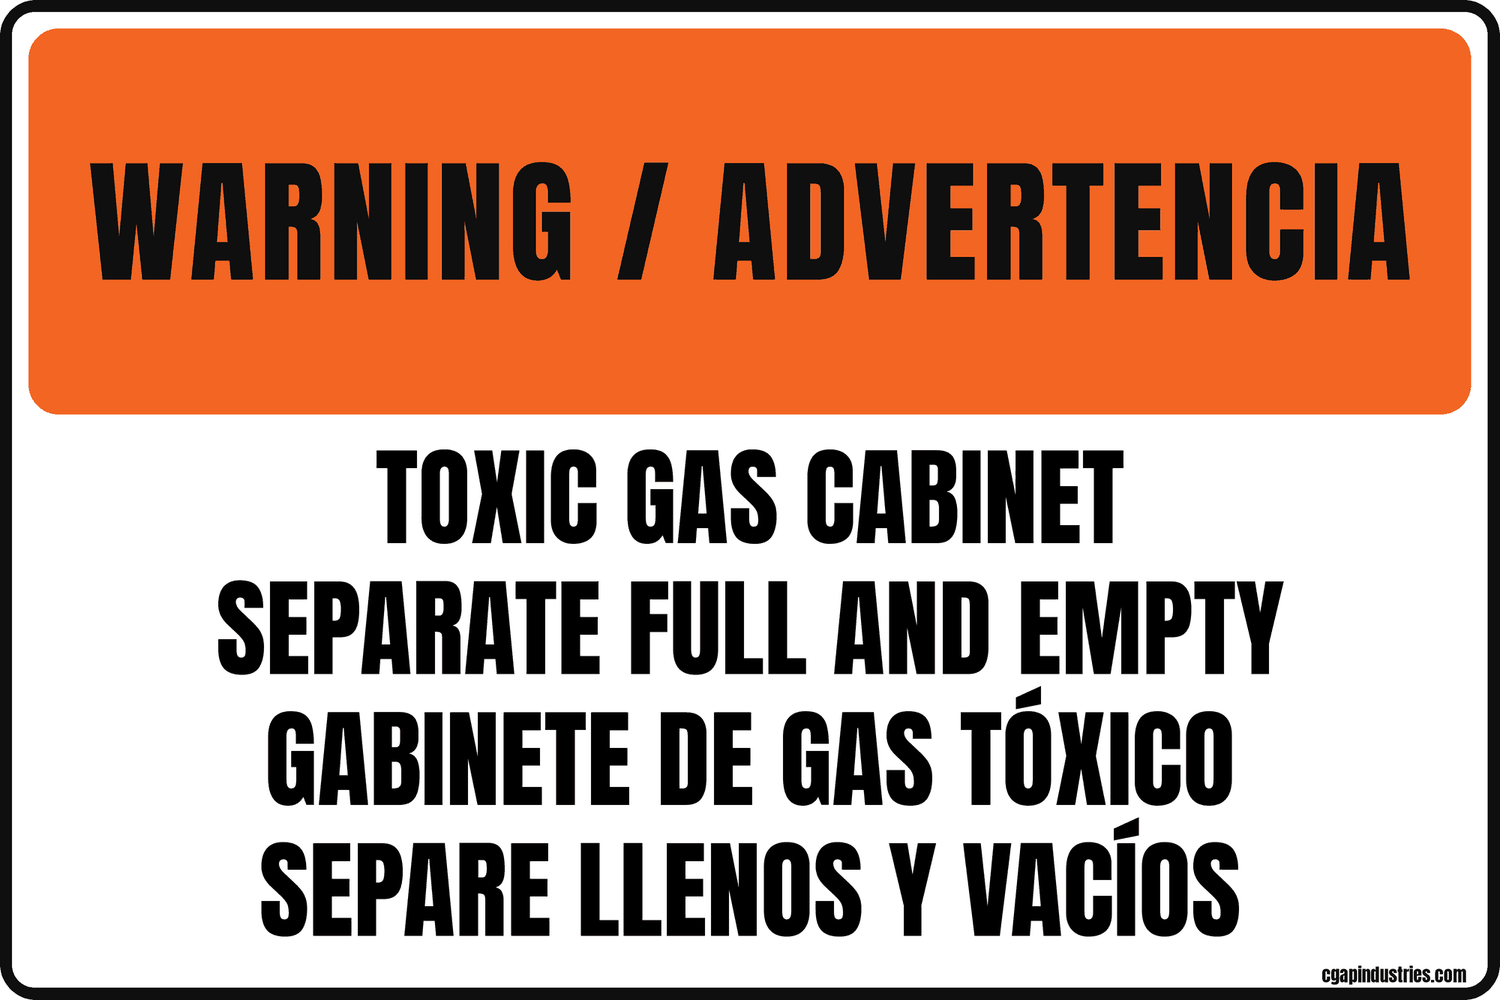 WARNING / ADVERTENCIA
TOXIC GAS CABINET
SEPARATE FULL AND EMPTY
GABINETE DE GAS TÓXICO
SEPARE LLENOS Y VACÍOS
cgapindustries.com